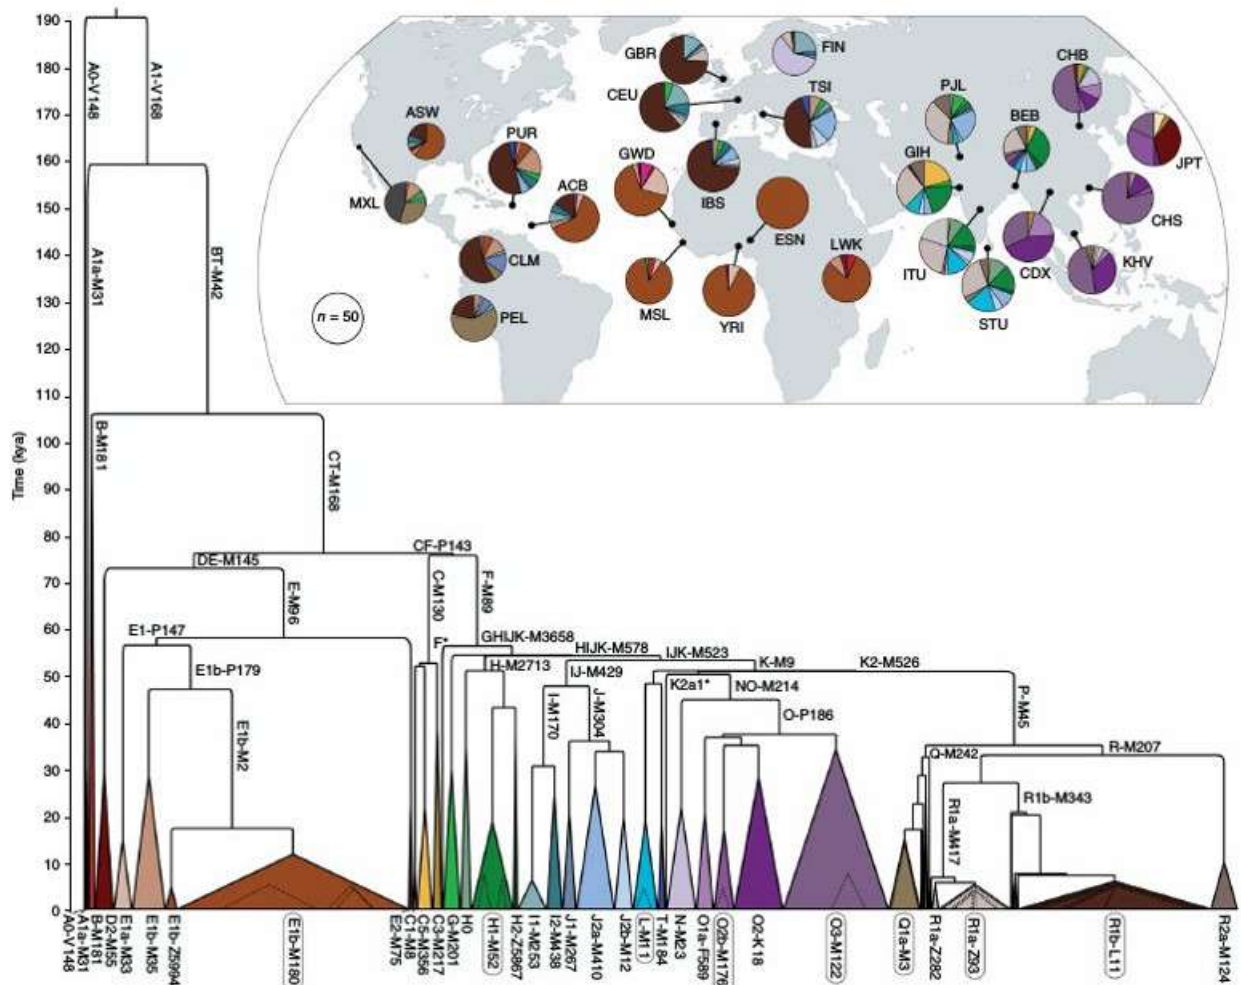 190
180
170
160
150
140
130
120
110
100
90
80
70
60
50
40
30
20
10
0
Time (kya)
A0-V148
A1-V168
A1a-M31
BT-M42
B-M181
CT-M168
ASW
MXL
PUR
ACB
CLM
PEL
n = 50
GBR
FIN
CEU
TSI
GWD
IBS
ESN
LWK
MSL
YRI
PJL
BEB
GIH
ITU
STU
CDX
CHB
JPT
CHS
KHV
CF-P143
DE-M145
E-M96
C-M130
F-M89
E1-P147
F*
GHIJK-M3658
HIJK-M578
IJK-M523
E1b-P179
H-M2713
IJ-M429
K-M9
K2-M526
K2a1*
NO-M214
I-M170
J-M304
O-P186
P-M45
E1b-M2
Q-M242
R-M207
R1a-M417
R1b-M343
A0-V148
A1a-M31
B-M181
D2-M55
E1a-M33
E1b-M35
E1b-Z5994
E1b-M180
E2-M75
C1-M8
C5-M356
C3-M217
G-M201
H0
H1-M52
H2-Z5867
I1-M253
I2-M438
J1-M267
J2a-M410
J2b-M12
L-M11
T-M184
N-M23
O1a-F589
O2b-M176
O2-K18
O3-M122
Q1a-M3
R1a-Z282
R1a-Z93
R1b-L11
R2a-M124